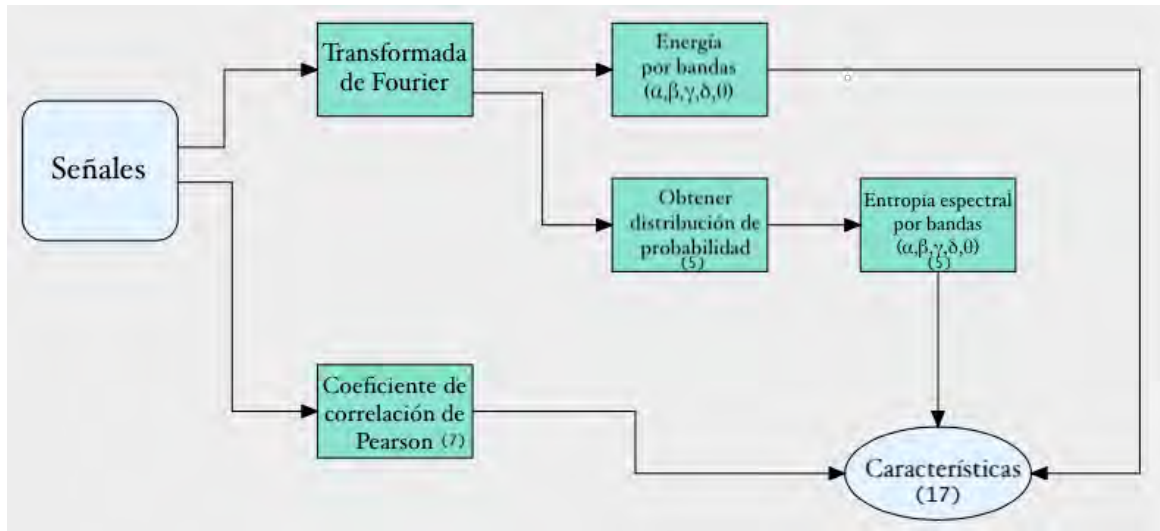 Señales
Transformada
de Fourier
Energía
por bandas
(α,β,γ,δ,θ)
Obtener
distribución de
probabilidad
(5)
Entropía espectral
por bandas
(α,β,γ,δ,θ)
(5)
Coeficiente de
correlación de
Pearson (7)
Características
(17)